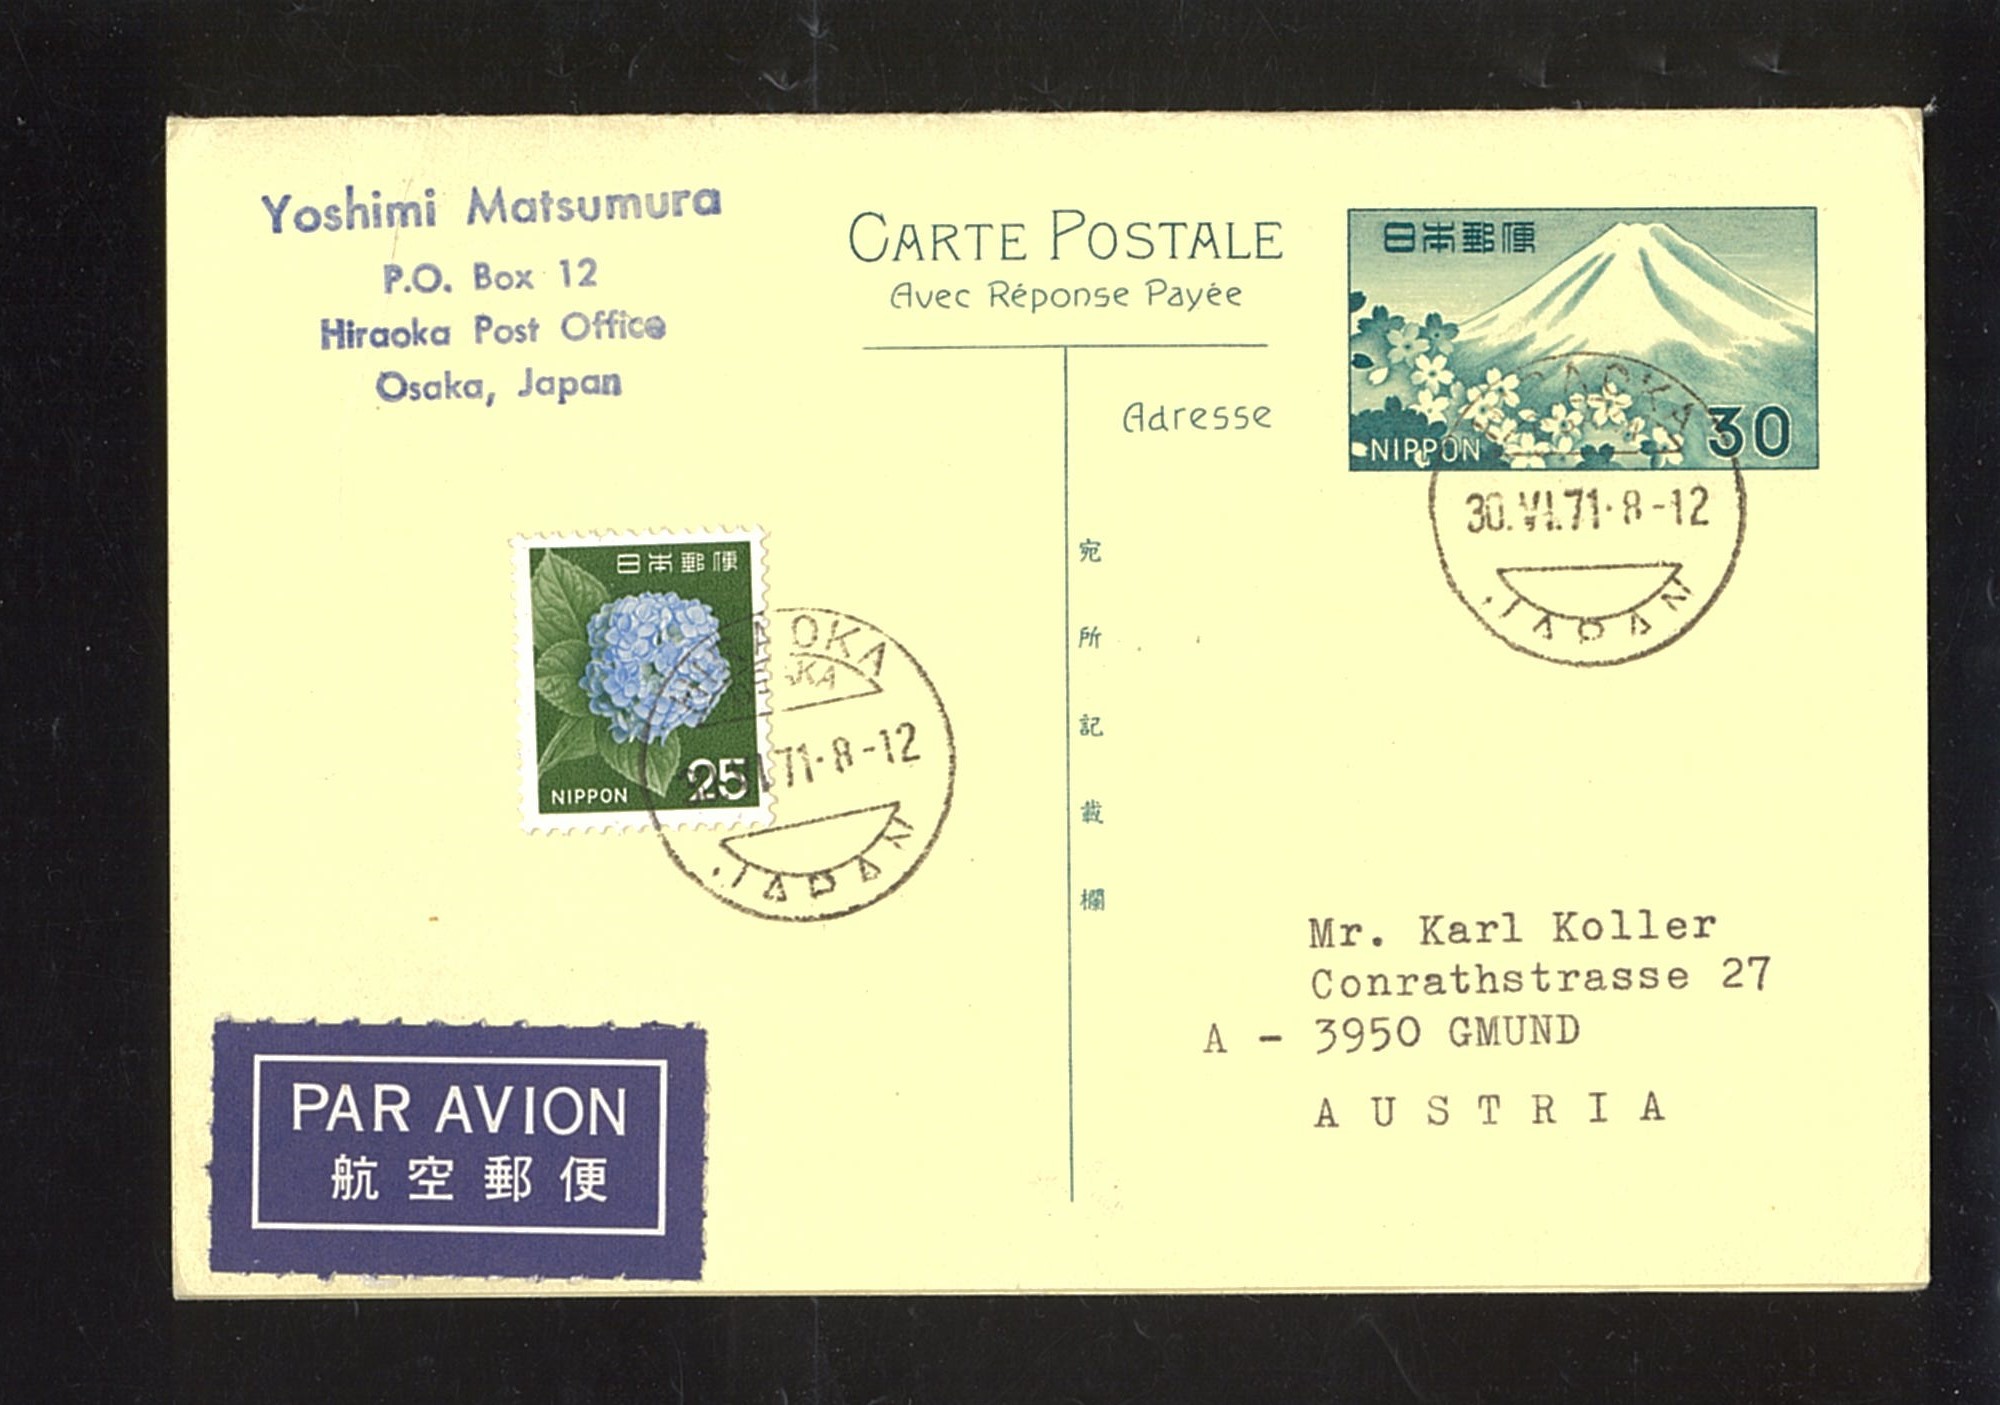 Yoshimi Matsumura
P.O. Box 12
Hiraoka Post Office
Osaka, Japan
CARTE POSTALE
Avec Réponse Payée
Adresse
日本郵便
NIPPON
30
30.VI.71·8-12
JAPAN
日本郵便
NIPPON
25
71·8-12
JAPAN
宛所記載欄
Mr. Karl Koller
Conrathstrasse 27
A - 3950 GMUND
AUSTRIA
PAR AVION
航空郵便